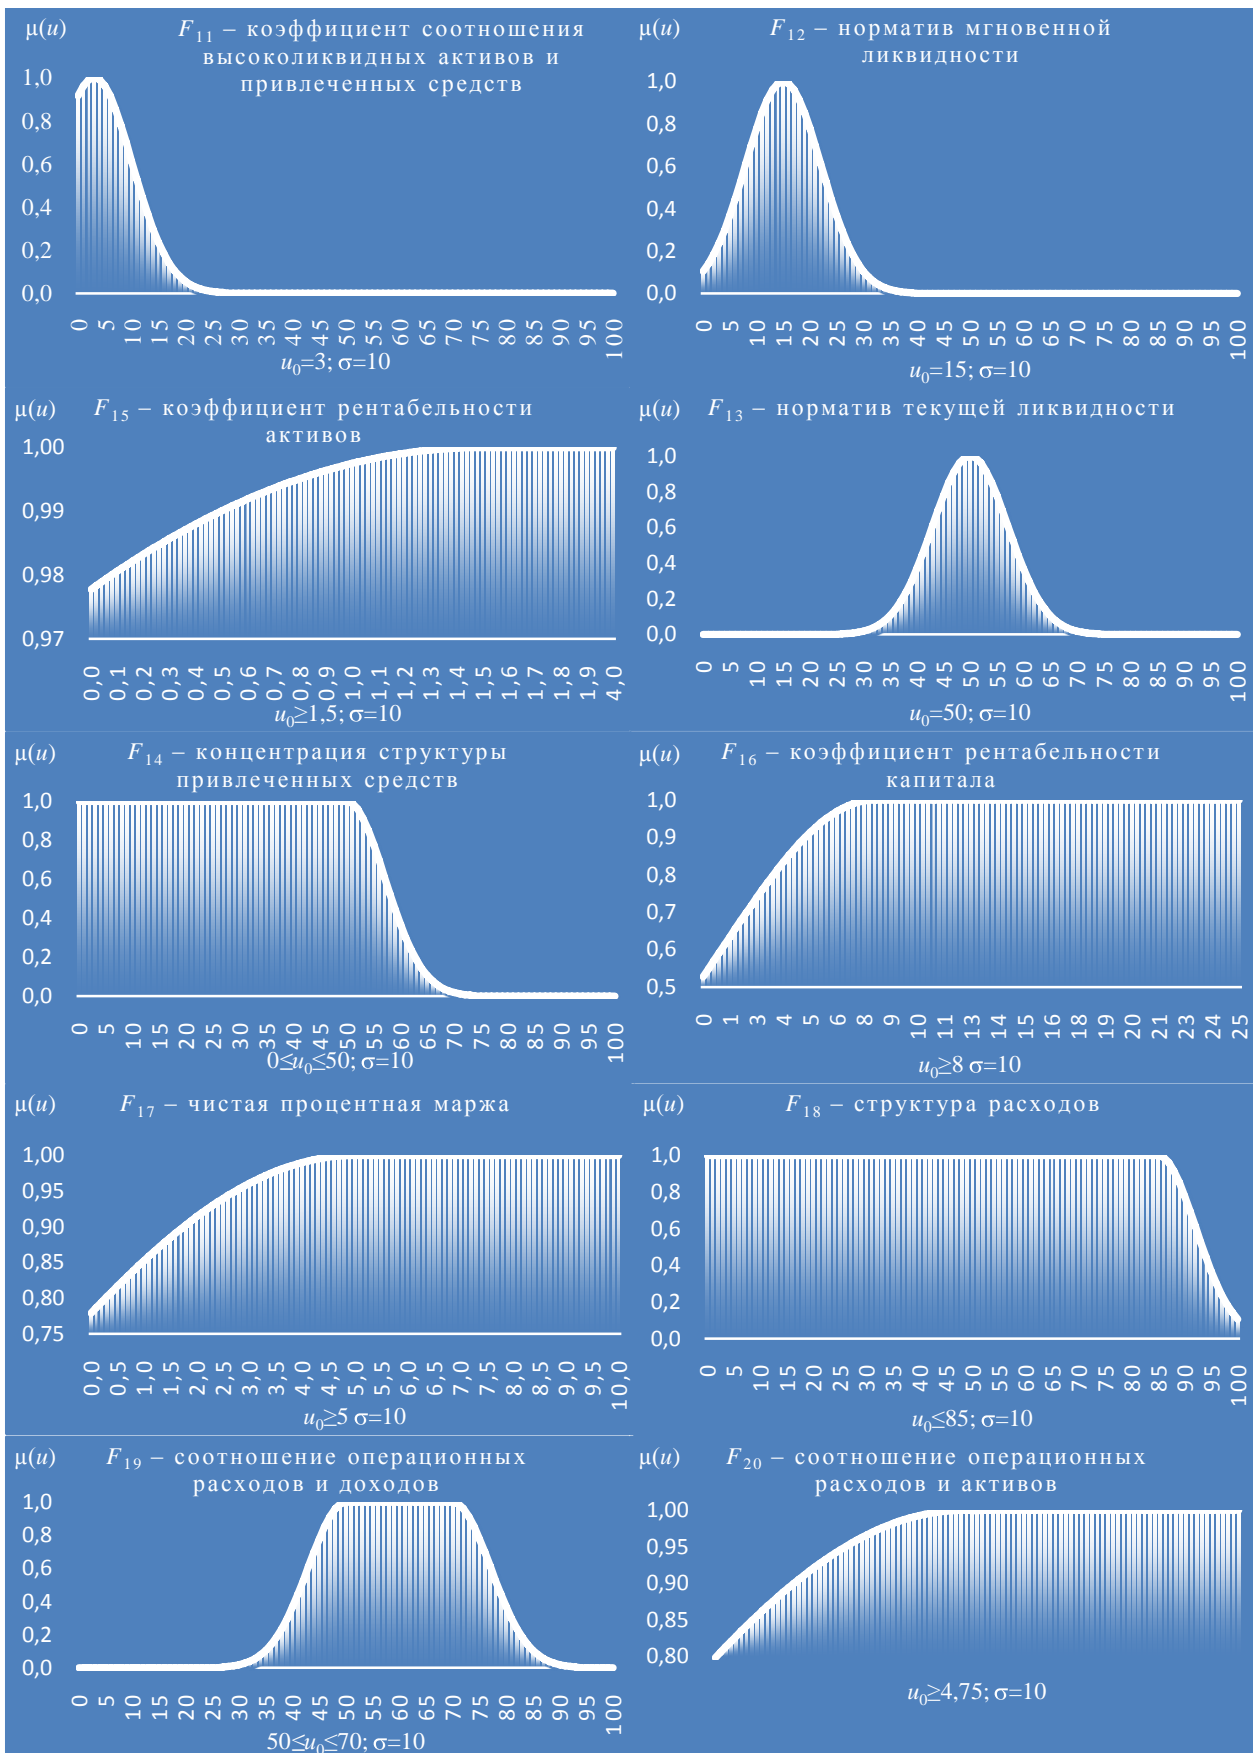 μ(u)
F11 – коэффициент соотношения
высоколиквидных активов и
привлеченных средств
1,0
0,8
0,6
0,4
0,2
0,0
0 5 10 15 20 25 30 35 40 45 50 55 60 65 70 75 80 85 90 95 100
u0=3; σ=10
μ(u)
F12 – норматив мгновенной
ликвидности
1,0
0,8
0,6
0,4
0,2
0,0
0 5 10 15 20 25 30 35 40 45 50 55 60 65 70 75 80 85 90 95 100
u0=15; σ=10
μ(u)
F15 – коэффициент рентабельности
активов
1,00
0,99
0,98
0,97
0,0 0,1 0,2 0,3 0,4 0,5 0,6 0,7 0,8 0,9 1,0 1,1 1,2 1,3 1,4 1,5 1,6 1,7 1,8 1,9 4,0
u0≥1,5; σ=10
μ(u)
F13 – норматив текущей ликвидности
1,0
0,8
0,6
0,4
0,2
0,0
0 5 10 15 20 25 30 35 40 45 50 55 60 65 70 75 80 85 90 95 100
u0=50; σ=10
μ(u)
F14 – концентрация структуры
привлеченных средств
1,0
0,8
0,6
0,4
0,2
0,0
0 5 10 15 20 25 30 35 40 45 50 55 60 65 70 75 80 85 90 95 100
0≤u0≤50; σ=10
μ(u)
F16 – коэффициент рентабельности
капитала
1,0
0,9
0,8
0,7
0,6
0,5
0 1 3 4 5 6 8 9 10 11 13 14 15 16 18 19 20 21 23 24 25
u0≥8 σ=10
μ(u)
F17 – чистая процентная маржа
1,00
0,95
0,90
0,85
0,80
0,75
0,0 0,5 1,0 1,5 2,0 2,5 3,0 3,5 4,0 4,5 5,0 5,5 6,0 6,5 7,0 7,5 8,0 8,5 9,0 9,5 10,0
u0≥5 σ=10
μ(u)
F18 – структура расходов
1,0
0,8
0,6
0,4
0,2
0,0
0 5 10 15 20 25 30 35 40 45 50 55 60 65 70 75 80 85 90 95 100
u0≤85; σ=10
μ(u)
F19 – соотношение операционных
расходов и доходов
1,0
0,8
0,6
0,4
0,2
0,0
0 5 10 15 20 25 30 35 40 45 50 55 60 65 70 75 80 85 90 95 100
50≤u0≤70; σ=10
μ(u)
F20 – соотношение операционных
расходов и активов
1,00
0,95
0,90
0,85
0,80
u0≥4,75; σ=10